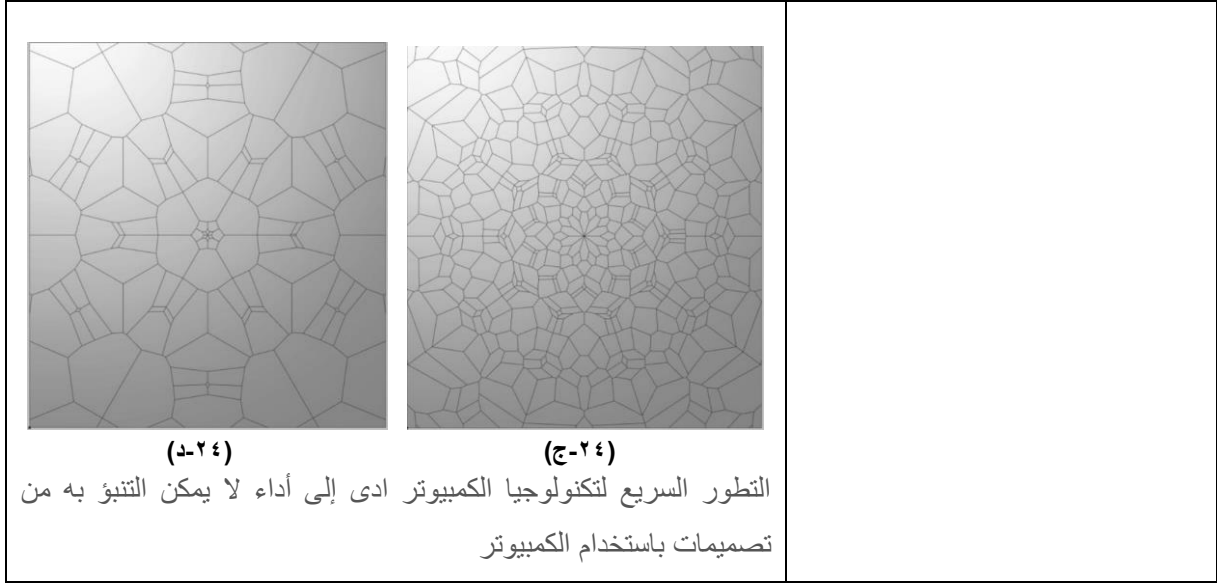 (٢٤-ج)
(٢٤-د)
التطور السريع لتكنولوجيا الكمبيوتر ادى إلى أداء لا يمكن التنبؤ به من
تصميمات باستخدام الكمبيوتر